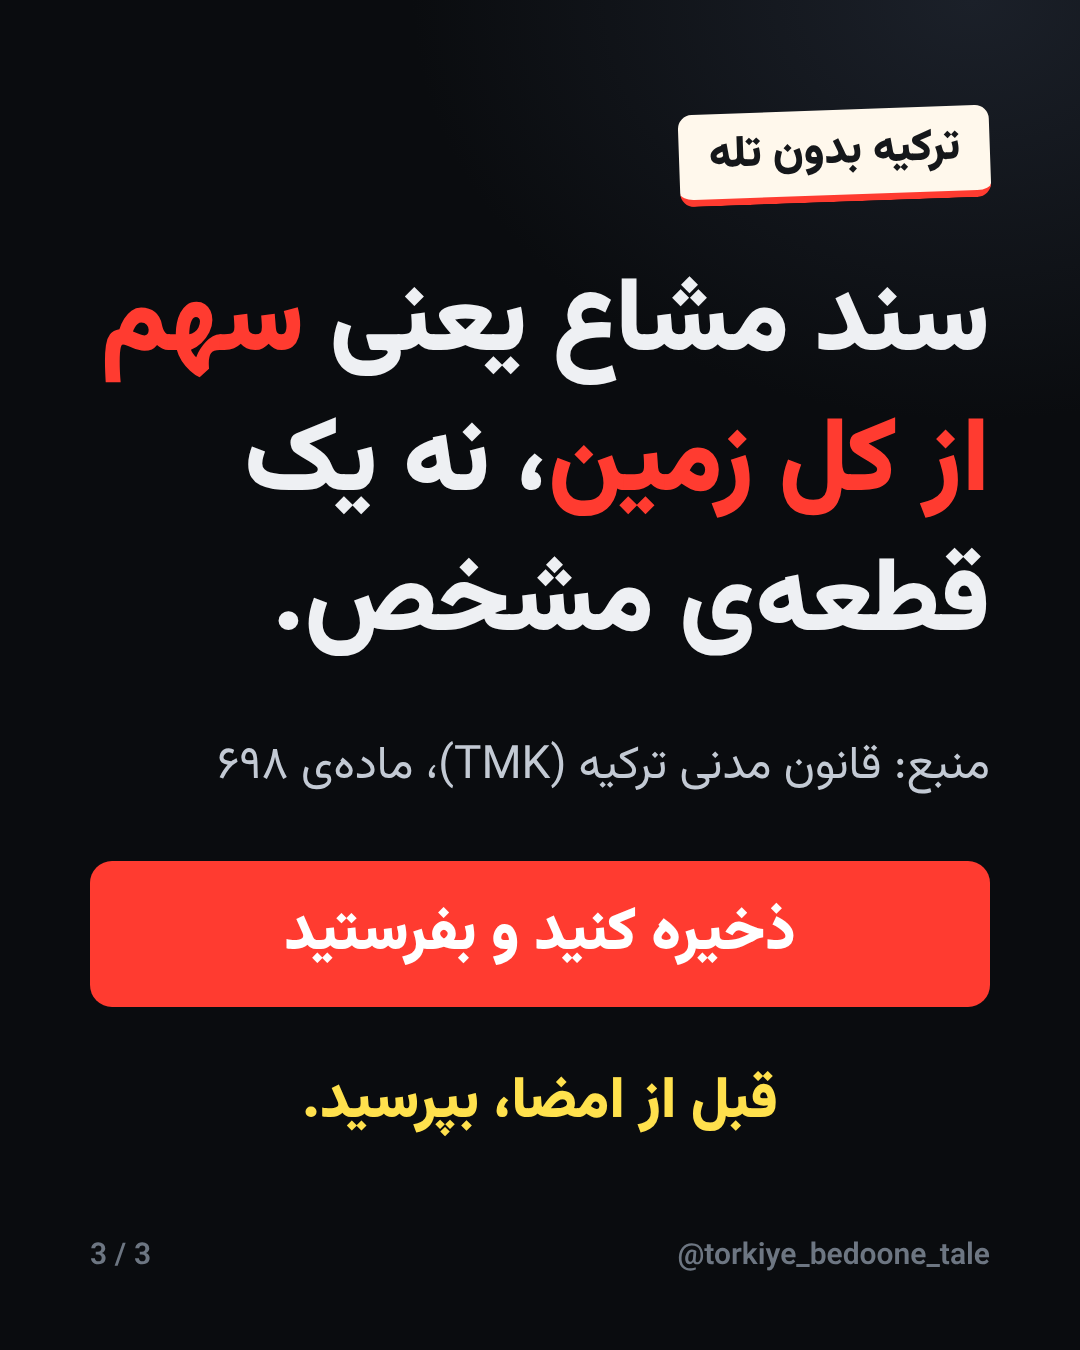 ترکیه بدون تله
سند مشاع یعنی سهم
از کل زمین، نه یک
قطعه‌ی مشخص.
منبع: قانون مدنی ترکیه (TMK)، ماده‌ی ۶۹۸
ذخیره کنید و بفرستید
قبل از امضا، بپرسید.
3 / 3
@torkiye_bedoone_tale